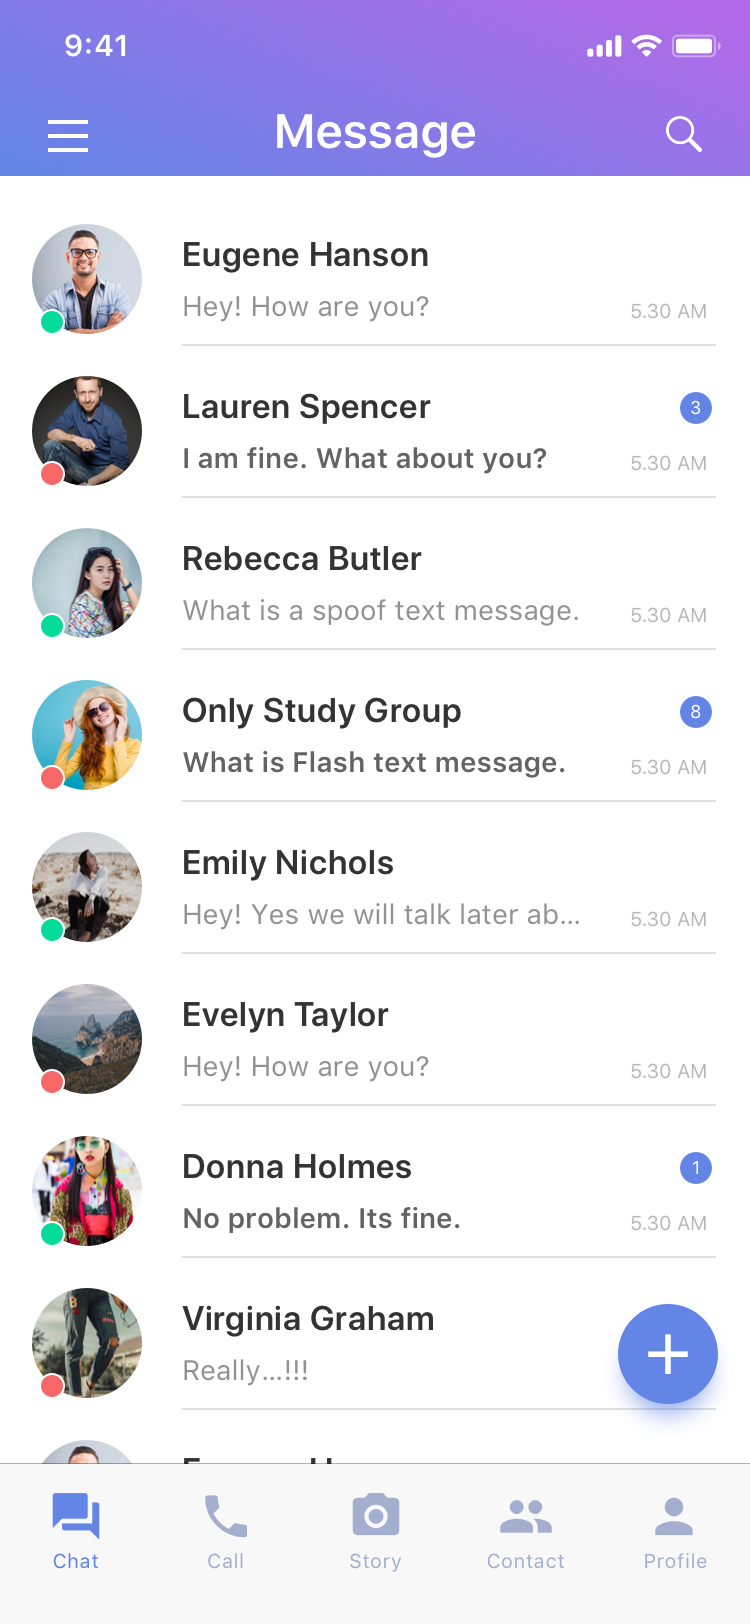 9:41
Message
Eugene Hanson
Hey! How are you?
5.30 AM
Lauren Spencer
3
I am fine. What about you?
5.30 AM
Rebecca Butler
What is a spoof text message.
5.30 AM
Only Study Group
8
What is Flash text message.
5.30 AM
Emily Nichols
Hey! Yes we will talk later ab...
5.30 AM
Evelyn Taylor
Hey! How are you?
5.30 AM
Donna Holmes
1
No problem. Its fine.
5.30 AM
Virginia Graham
Really...!!!
Chat
Call
Story
Contact
Profile